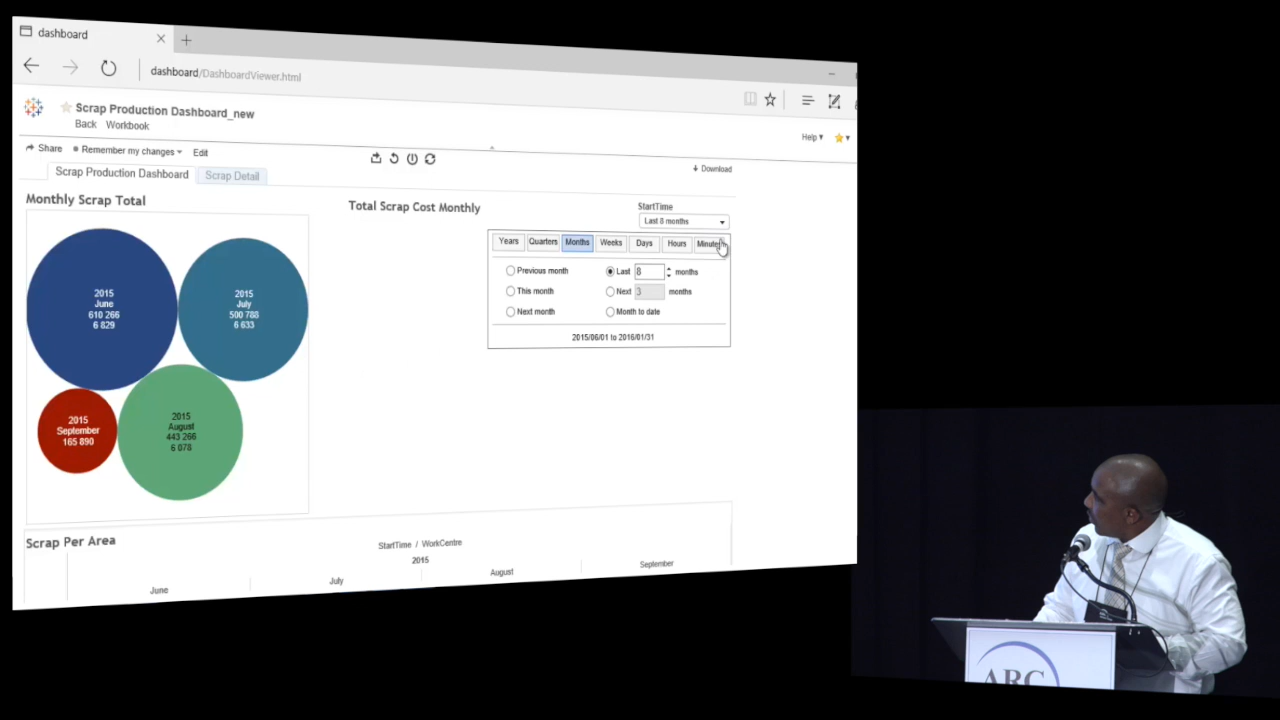 dashboard
dashboard/DashboardViewer.html
Scrap Production Dashboard_new
Back Workbook
Help
Share Remember my changes Edit
Download
Scrap Production Dashboard Scrap Detail
Monthly Scrap Total
Total Scrap Cost Monthly
StartTime
Last 8 months
Years Quarters Months Weeks Days Hours Minutes
Previous month Last 8 months
This month Next 3 months
Next month Month to date
2015/06/01 to 2016/01/31
2015
June
610 266
6 829
2015
July
500 788
6 633
2015
September
165 890
2015
August
443 266
6 078
Scrap Per Area
StartTime / WorkCentre
2015
June July August September
ARC